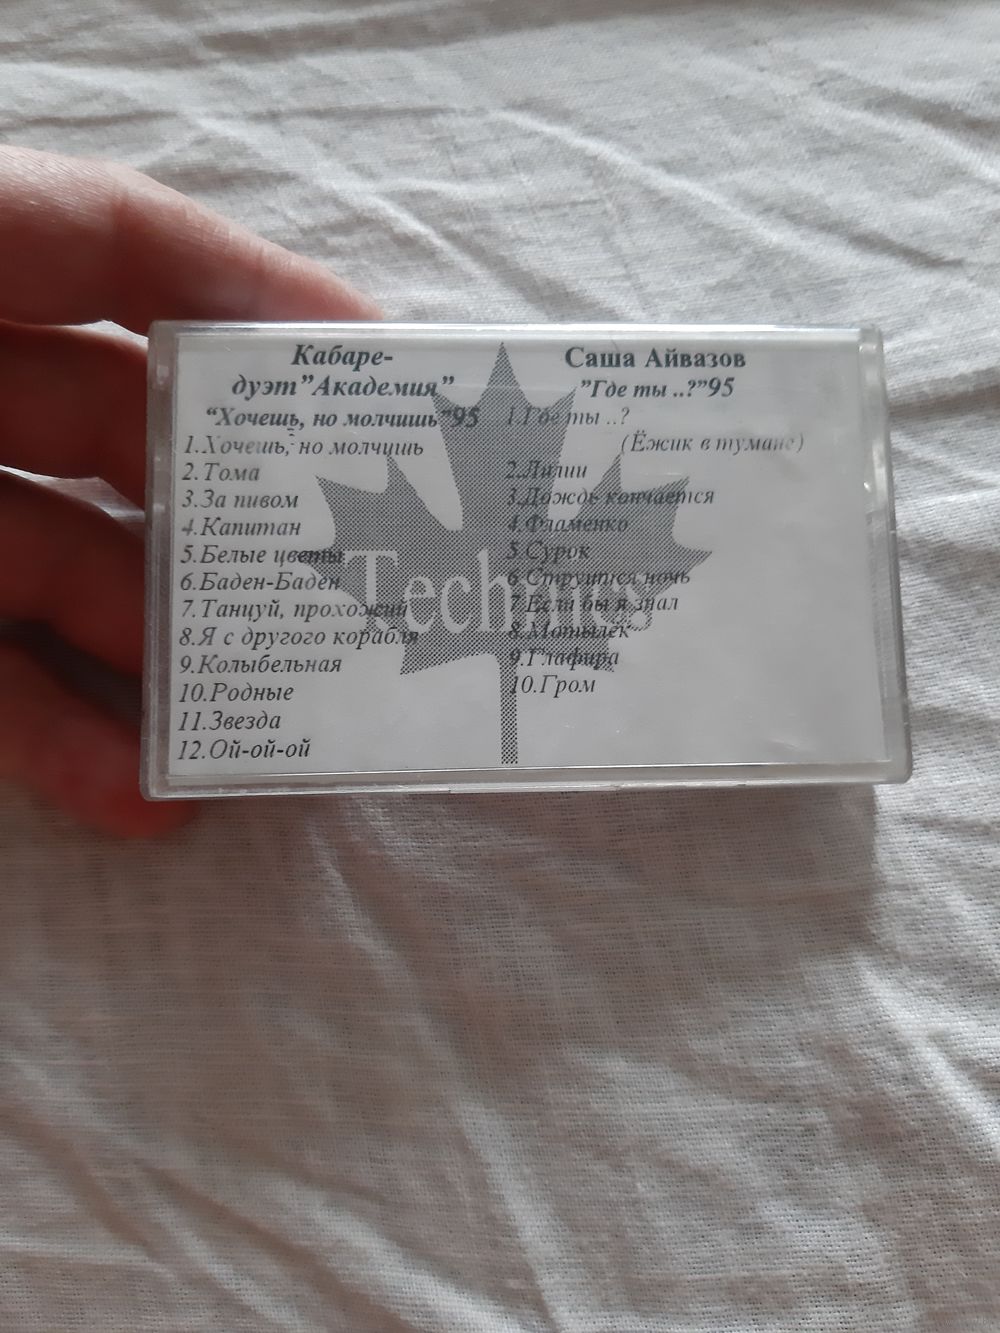 Кабаре-
дуэт"Академия"
“Хочешь, но молчишь"95
1.Хочешь, но молчишь
2.Тома
3.За пивом
4.Капитан
5.Белые цветы
6.Баден-Баден
7.Танцуй, прохожий
8.Я с другого корабля
9.Колыбельная
10.Родные
11.Звезда
12.Ой-ой-ой
Саша Айвазов
"Где ты ..?"95
1.Где ты ..?
(Ёжик в тумане)
2.Лилии
3.Дождь кончается
4.Фламенко
5.Сурок
6.Струится ночь
7.Если бы я знал
8.Мотылёк
9.Глафира
10.Гром
Technics